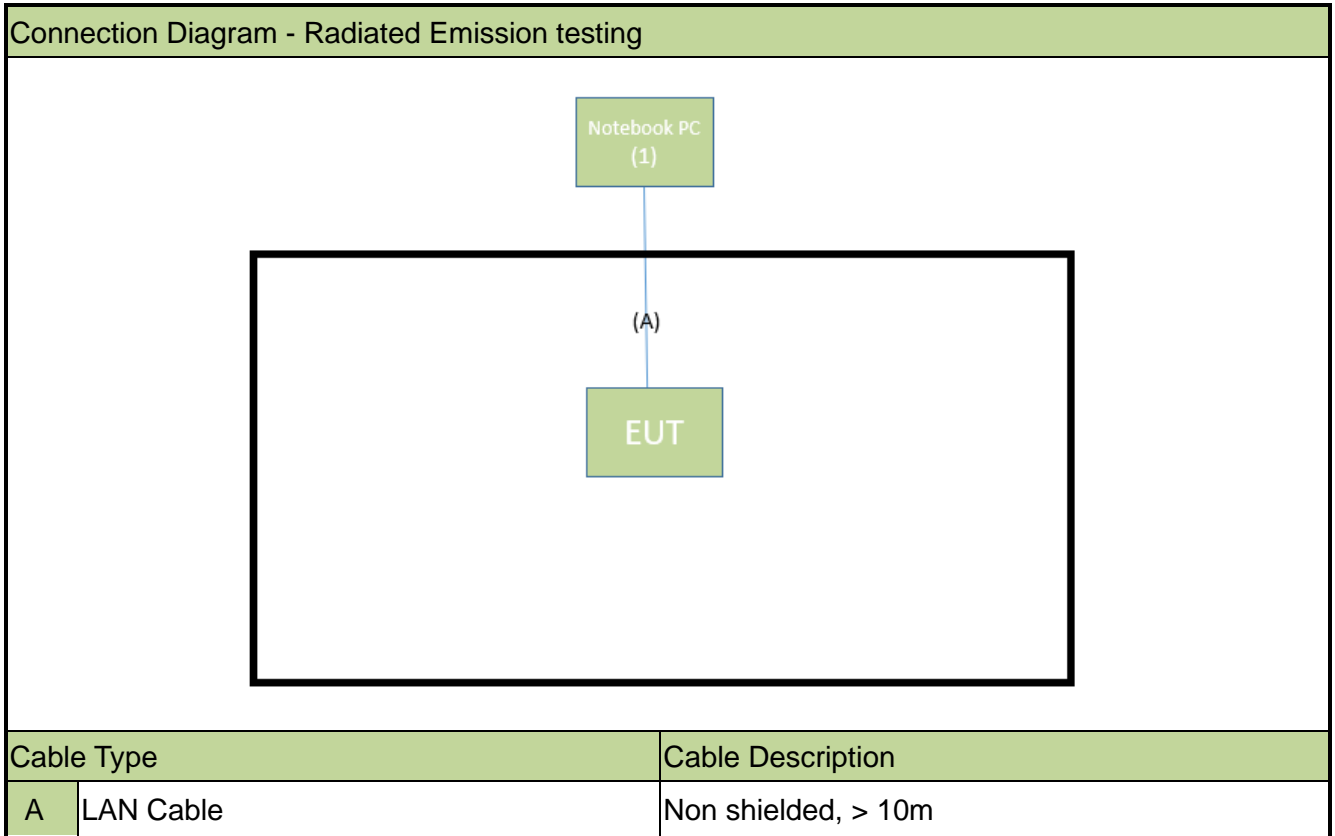 Connection Diagram - Radiated Emission testing
Notebook PC
(1)
(A)
EUT
Cable Type Cable Description
A LAN Cable Non shielded, > 10m